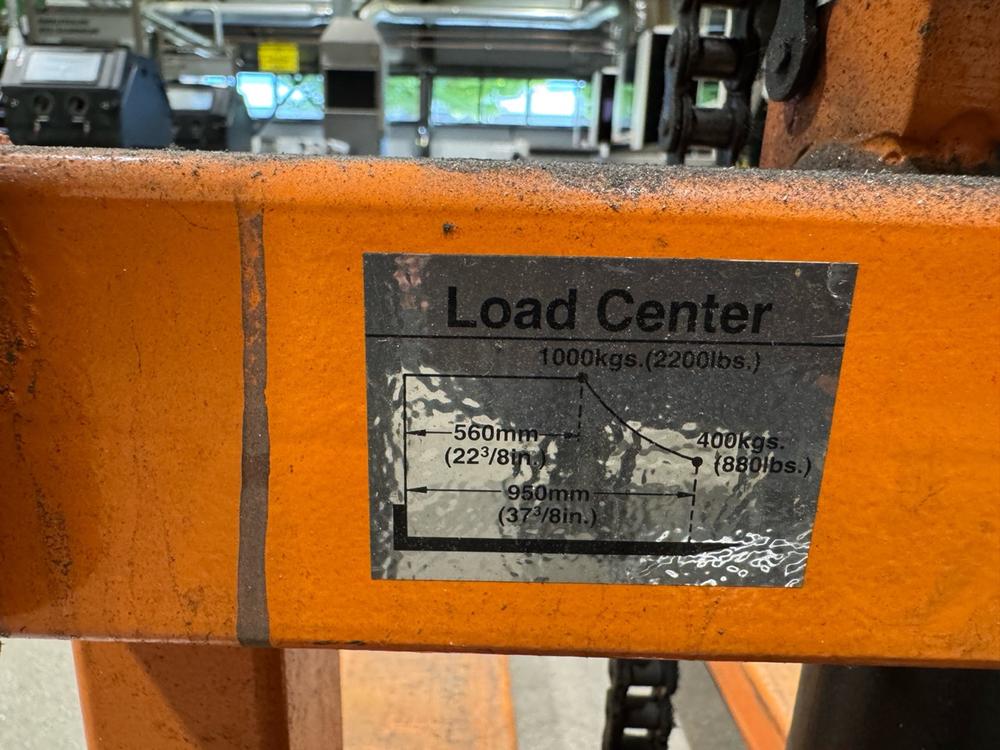 Load Center
1000kgs.(2200lbs.)
560mm
(22³/8in.)
400kgs.
(880lbs.)
950mm
(37³/8in.)